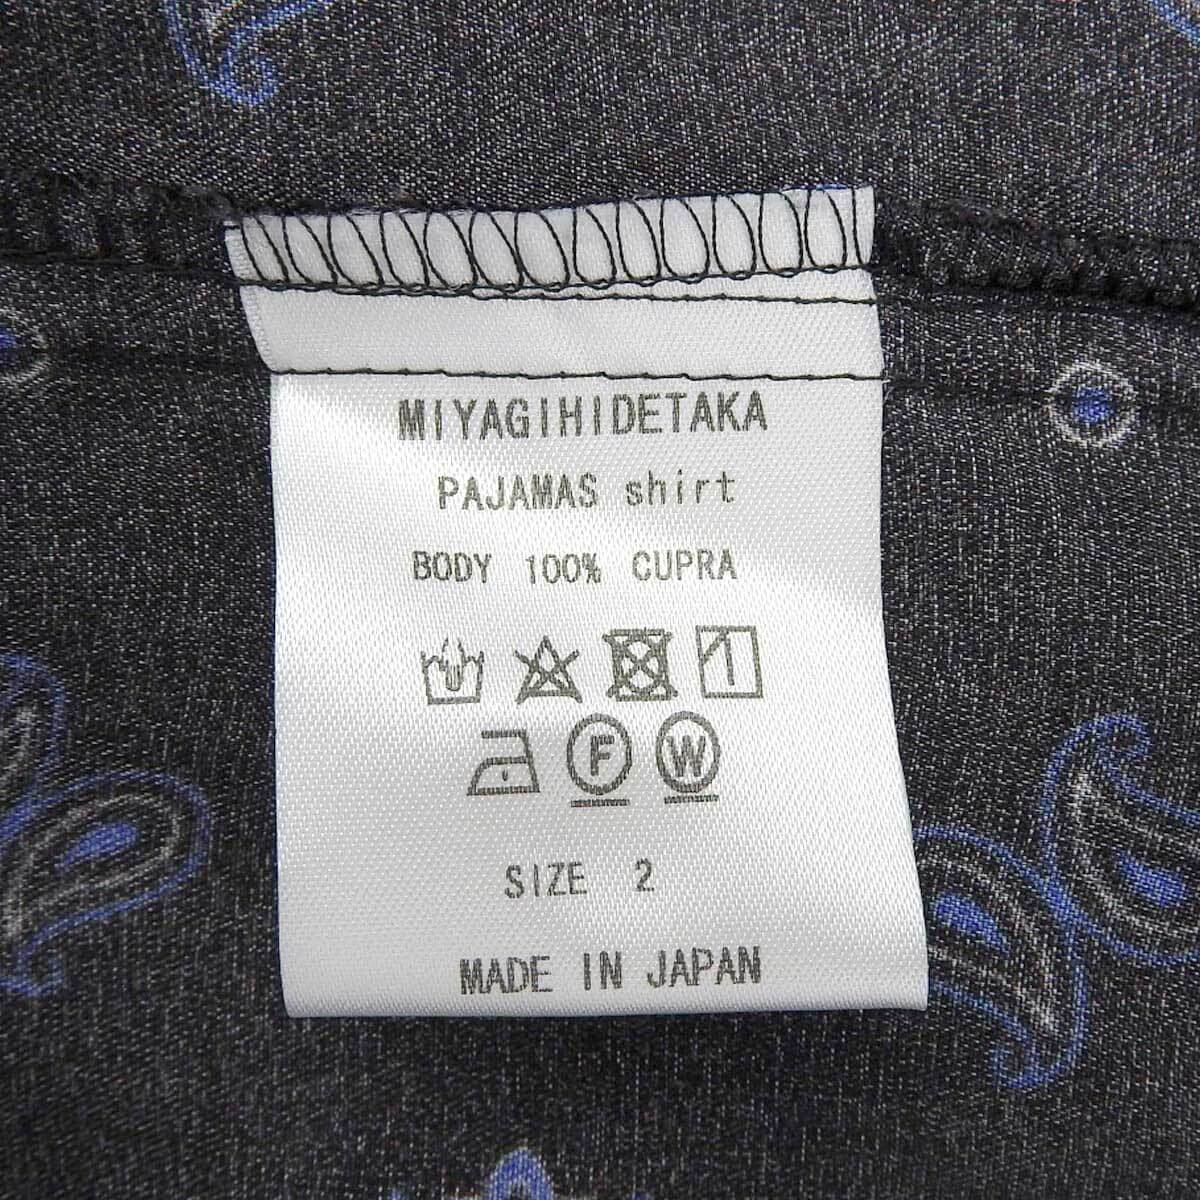 MIYAGIHIDETAKA
PAJAMAS shirt
BODY 100% CUPRA
F W
SIZE 2
MADE IN JAPAN